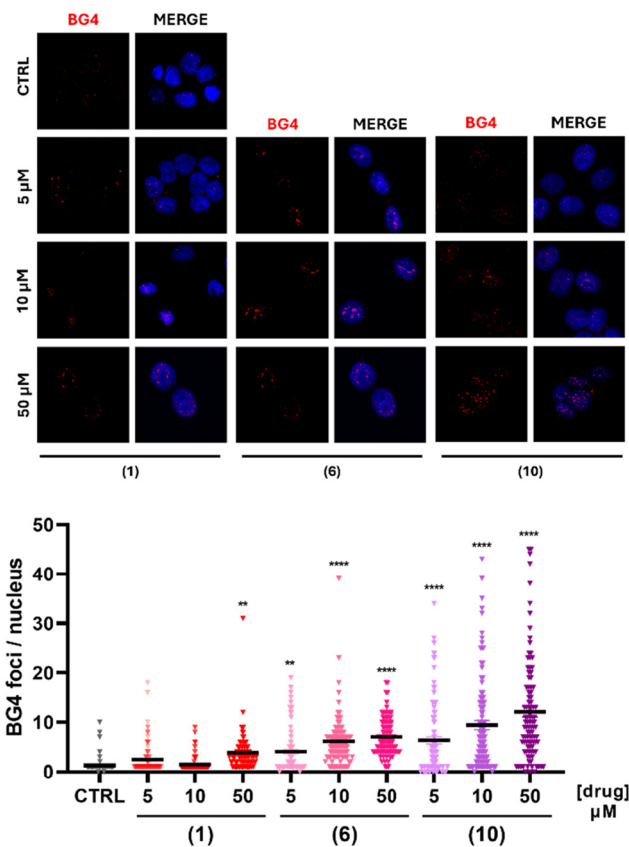 BG4 MERGE
CTRL
BG4 MERGE BG4 MERGE
5 µM
10 µM
50 µM
(1) (6) (10)
50
**** 
****
**** ****
40
30
** 
****
20
**
10
0
BG4 foci / nucleus
CTRL 5 10 50 5 10 50 5 10 50 [drug]
µM
(1) (6) (10)